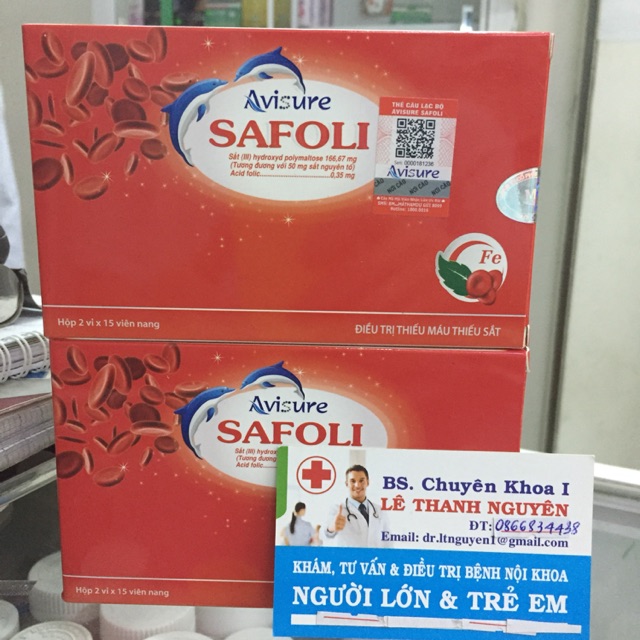 Avisure
SAFOLI
Sắt (III) hydroxyd polymaltose 166,67 mg
(Tương đương với 50 mg sắt nguyên tố)
Acid folic..............................0,35 mg
THẺ CÂU LẠC BỘ
AVISURE SAFOLI
Avisure
Fe
Hộp 2 vỉ x 15 viên nang
ĐIỀU TRỊ THIẾU MÁU THIẾU SẮT
Avisure
SAFOLI
Sắt (III) hydrox
(Tương đương
Acid folic
Hộp 2 vỉ x 15 viên nang
BS. Chuyên Khoa I
LÊ THANH NGUYÊN
ĐT: 0866834438
Email: dr.ltnguyen1@gmail.com
KHÁM, TƯ VẤN & ĐIỀU TRỊ BỆNH NỘI KHOA
NGƯỜI LỚN & TRẺ EM